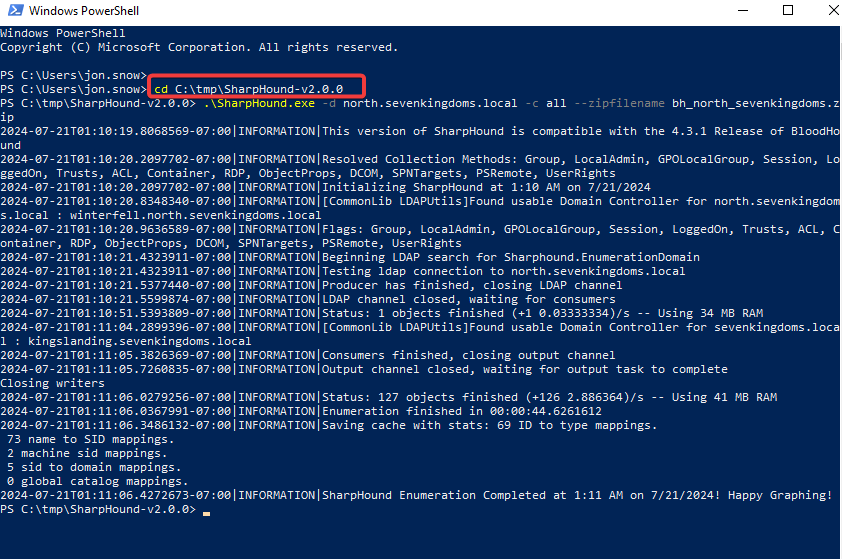 Windows PowerShell
Windows PowerShell
Copyright (C) Microsoft Corporation. All rights reserved.
PS C:\Users\jon.snow>
PS C:\Users\jon.snow> cd C:\tmp\SharpHound-v2.0.0
PS C:\tmp\SharpHound-v2.0.0> .\SharpHound.exe -d north.sevenkingdoms.local -c all --zipfilename bh_north_sevenkingdoms.z
ip
2024-07-21T01:10:19.8068569-07:00|INFORMATION|This version of SharpHound is compatible with the 4.3.1 Release of BloodHo
und
2024-07-21T01:10:20.2097702-07:00|INFORMATION|Resolved Collection Methods: Group, LocalAdmin, GPOLocalGroup, Session, Lo
ggedOn, Trusts, ACL, Container, RDP, ObjectProps, DCOM, SPNTargets, PSRemote, UserRights
2024-07-21T01:10:20.2097702-07:00|INFORMATION|Initializing SharpHound at 1:10 AM on 7/21/2024
2024-07-21T01:10:20.8348340-07:00|INFORMATION|[CommonLib LDAPUtils]Found usable Domain Controller for north.sevenkingdom
s.local : winterfell.north.sevenkingdoms.local
2024-07-21T01:10:20.9636589-07:00|INFORMATION|Flags: Group, LocalAdmin, GPOLocalGroup, Session, LoggedOn, Trusts, ACL, C
ontainer, RDP, ObjectProps, DCOM, SPNTargets, PSRemote, UserRights
2024-07-21T01:10:21.4323911-07:00|INFORMATION|Beginning LDAP search for Sharphound.EnumerationDomain
2024-07-21T01:10:21.4323911-07:00|INFORMATION|Testing ldap connection to north.sevenkingdoms.local
2024-07-21T01:10:21.5377440-07:00|INFORMATION|Producer has finished, closing LDAP channel
2024-07-21T01:10:21.5599874-07:00|INFORMATION|LDAP channel closed, waiting for consumers
2024-07-21T01:10:51.5393809-07:00|INFORMATION|Status: 1 objects finished (+1 0.03333334)/s -- Using 34 MB RAM
2024-07-21T01:11:04.2899396-07:00|INFORMATION|[CommonLib LDAPUtils]Found usable Domain Controller for sevenkingdoms.loca
l : kingslanding.sevenkingdoms.local
2024-07-21T01:11:05.3826369-07:00|INFORMATION|Consumers finished, closing output channel
2024-07-21T01:11:05.7260835-07:00|INFORMATION|Output channel closed, waiting for output task to complete
Closing writers
2024-07-21T01:11:06.0279256-07:00|INFORMATION|Status: 127 objects finished (+126 2.886364)/s -- Using 41 MB RAM
2024-07-21T01:11:06.0367991-07:00|INFORMATION|Enumeration finished in 00:00:44.6261612
2024-07-21T01:11:06.3486132-07:00|INFORMATION|Saving cache with stats: 69 ID to type mappings.
73 name to SID mappings.
2 machine sid mappings.
5 sid to domain mappings.
0 global catalog mappings.
2024-07-21T01:11:06.4272673-07:00|INFORMATION|SharpHound Enumeration Completed at 1:11 AM on 7/21/2024! Happy Graphing!
PS C:\tmp\SharpHound-v2.0.0>